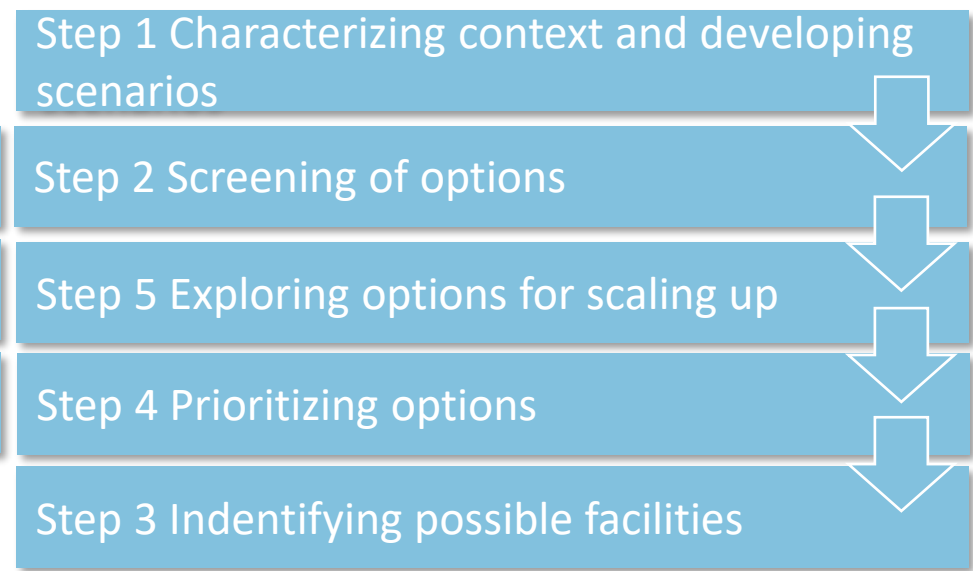 Step 1 Characterizing context and developing
scenarios
Step 2 Screening of options
Step 5 Exploring options for scaling up
Step 4 Prioritizing options
Step 3 Indentifying possible facilities